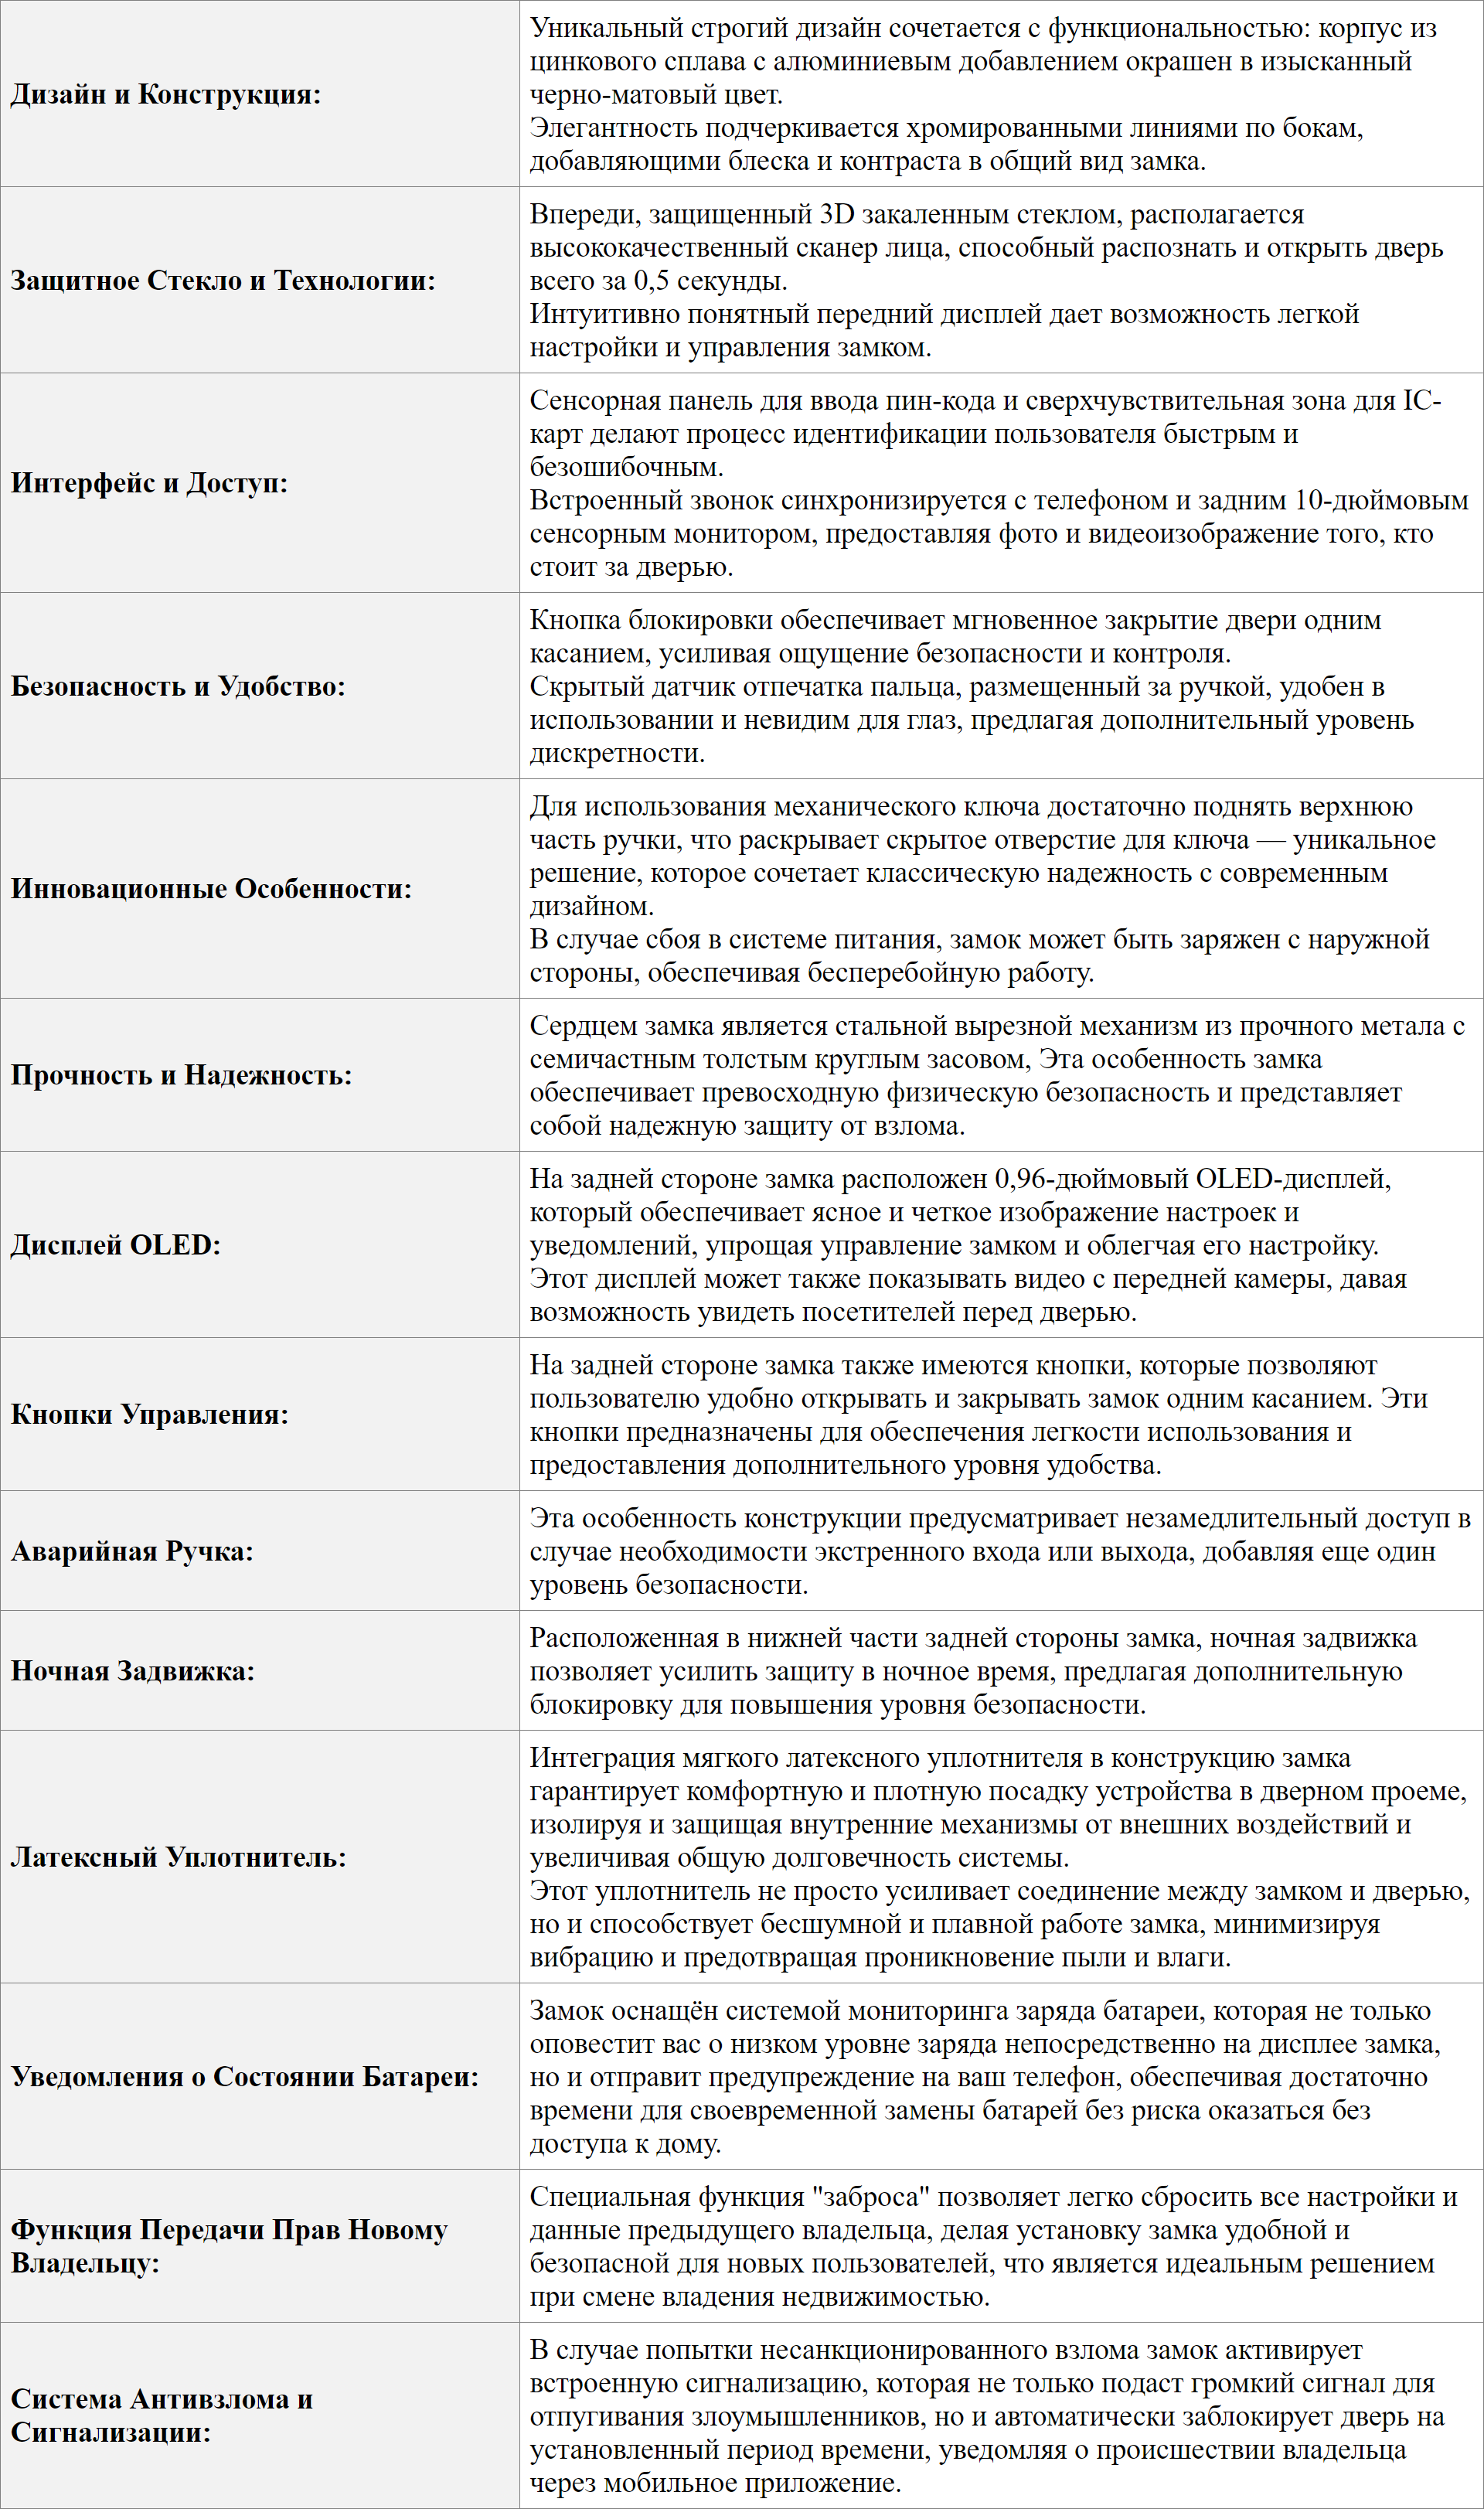 Дизайн и Конструкция:
Уникальный строгий дизайн сочетается с функциональностью: корпус из
цинкового сплава с алюминиевым добавлением окрашен в изысканный
черно-матовый цвет.
Элегантность подчеркивается хромированными линиями по бокам,
добавляющими блеска и контраста в общий вид замка.
Защитное Стекло и Технологии:
Впереди, защищенный 3D закаленным стеклом, располагается
высококачественный сканер лица, способный распознать и открыть дверь
всего за 0,5 секунды.
Интуитивно понятный передний дисплей дает возможность легкой
настройки и управления замком.
Интерфейс и Доступ:
Сенсорная панель для ввода пин-кода и сверхчувствительная зона для IC-
карт делают процесс идентификации пользователя быстрым и
безошибочным.
Встроенный звонок синхронизируется с телефоном и задним 10-дюймовым
сенсорным монитором, предоставляя фото и видеоизображение того, кто
стоит за дверью.
Безопасность и Удобство:
Кнопка блокировки обеспечивает мгновенное закрытие двери одним
касанием, усиливая ощущение безопасности и контроля.
Скрытый датчик отпечатка пальца, размещенный за ручкой, удобен в
использовании и невидим для глаз, предлагая дополнительный уровень
дискретности.
Инновационные Особенности:
Для использования механического ключа достаточно поднять верхнюю
часть ручки, что раскрывает скрытое отверстие для ключа — уникальное
решение, которое сочетает классическую надежность с современным
дизайном.
В случае сбоя в системе питания, замок может быть заряжен с наружной
стороны, обеспечивая бесперебойную работу.
Прочность и Надежность:
Сердцем замка является стальной вырезной механизм из прочного метала с
семичастным толстым круглым засовом, Эта особенность замка
обеспечивает превосходную физическую безопасность и представляет
собой надежную защиту от взлома.
Дисплей OLED:
На задней стороне замка расположен 0,96-дюймовый OLED-дисплей,
который обеспечивает ясное и четкое изображение настроек и
уведомлений, упрощая управление замком и облегчая его настройку.
Этот дисплей может также показывать видео с передней камеры, давая
возможность увидеть посетителей перед дверью.
Кнопки Управления:
На задней стороне замка также имеются кнопки, которые позволяют
пользователю удобно открывать и закрывать замок одним касанием. Эти
кнопки предназначены для обеспечения легкости использования и
предоставления дополнительного уровня удобства.
Аварийная Ручка:
Эта особенность конструкции предусматривает незамедлительный доступ в
случае необходимости экстренного входа или выхода, добавляя еще один
уровень безопасности.
Ночная Задвижка:
Расположенная в нижней части задней стороны замка, ночная задвижка
позволяет усилить защиту в ночное время, предлагая дополнительную
блокировку для повышения уровня безопасности.
Латексный Уплотнитель:
Интеграция мягкого латексного уплотнителя в конструкцию замка
гарантирует комфортную и плотную посадку устройства в дверном проеме,
изолируя и защищая внутренние механизмы от внешних воздействий и
увеличивая общую долговечность системы.
Этот уплотнитель не просто усиливает соединение между замком и дверью,
но и способствует бесшумной и плавной работе замка, минимизируя
вибрацию и предотвращая проникновение пыли и влаги.
Уведомления о Состоянии Батареи:
Замок оснащён системой мониторинга заряда батареи, которая не только
оповестит вас о низком уровне заряда непосредственно на дисплее замка,
но и отправит предупреждение на ваш телефон, обеспечивая достаточно
времени для своевременной замены батарей без риска оказаться без
доступа к дому.
Функция Передачи Прав Новому
Владельцу:
Специальная функция "заброса" позволяет легко сбросить все настройки и
данные предыдущего владельца, делая установку замка удобной и
безопасной для новых пользователей, что является идеальным решением
при смене владения недвижимостью.
Система Антивзлома и
Сигнализации:
В случае попытки несанкционированного взлома замок активирует
встроенную сигнализацию, которая не только подаст громкий сигнал для
отпугивания злоумышленников, но и автоматически заблокирует дверь на
установленный период времени, уведомляя о происшествии владельца
через мобильное приложение.